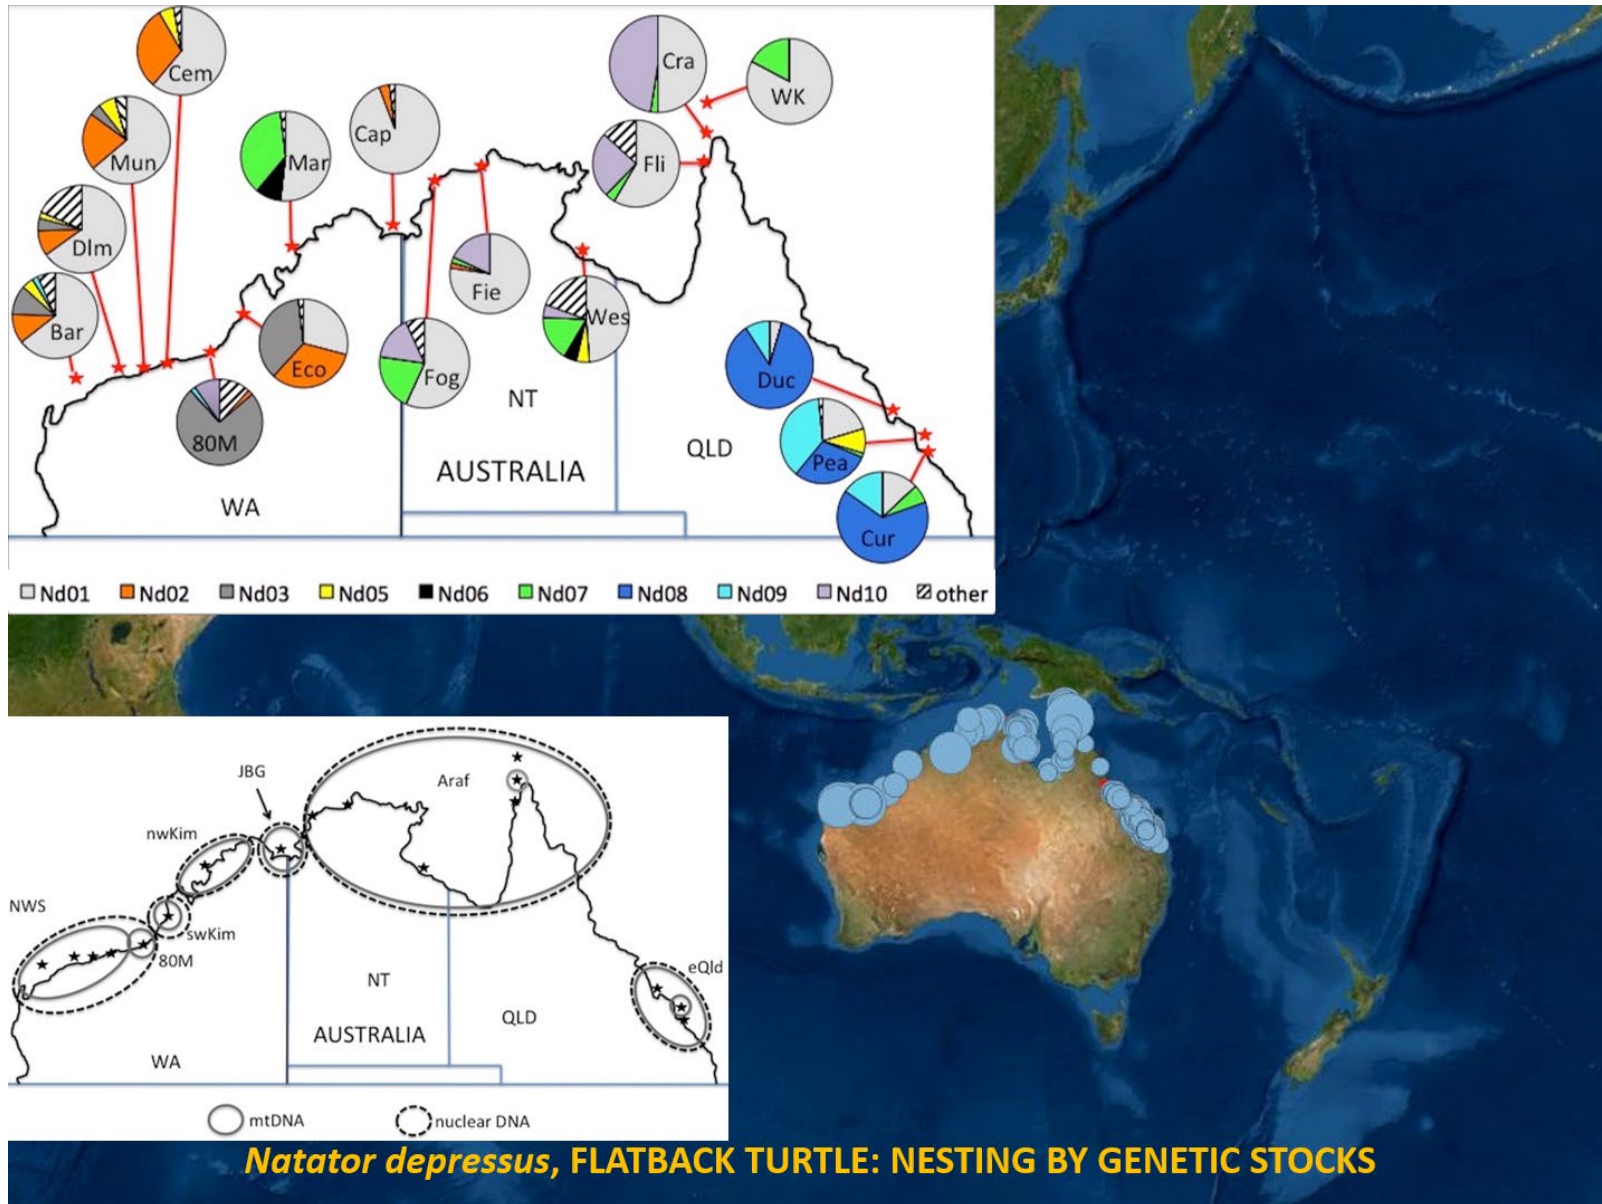 Cem
Cra
WK
Mun
Mar
Cap
Fli
Dlm
Fie
Bar
Wes
Eco
Fog
Duc
NT
80M
QLD
Pea
AUSTRALIA
WA
Cur
Nd01 Nd02 Nd03 Nd05 Nd06 Nd07 Nd08 Nd09 Nd10 other
JBG
Araf
nwKim
NWS
swKim
80M
eQld
NT
QLD
AUSTRALIA
WA
mtDNA nuclear DNA
Natator depressus, FLATBACK TURTLE: NESTING BY GENETIC STOCKS